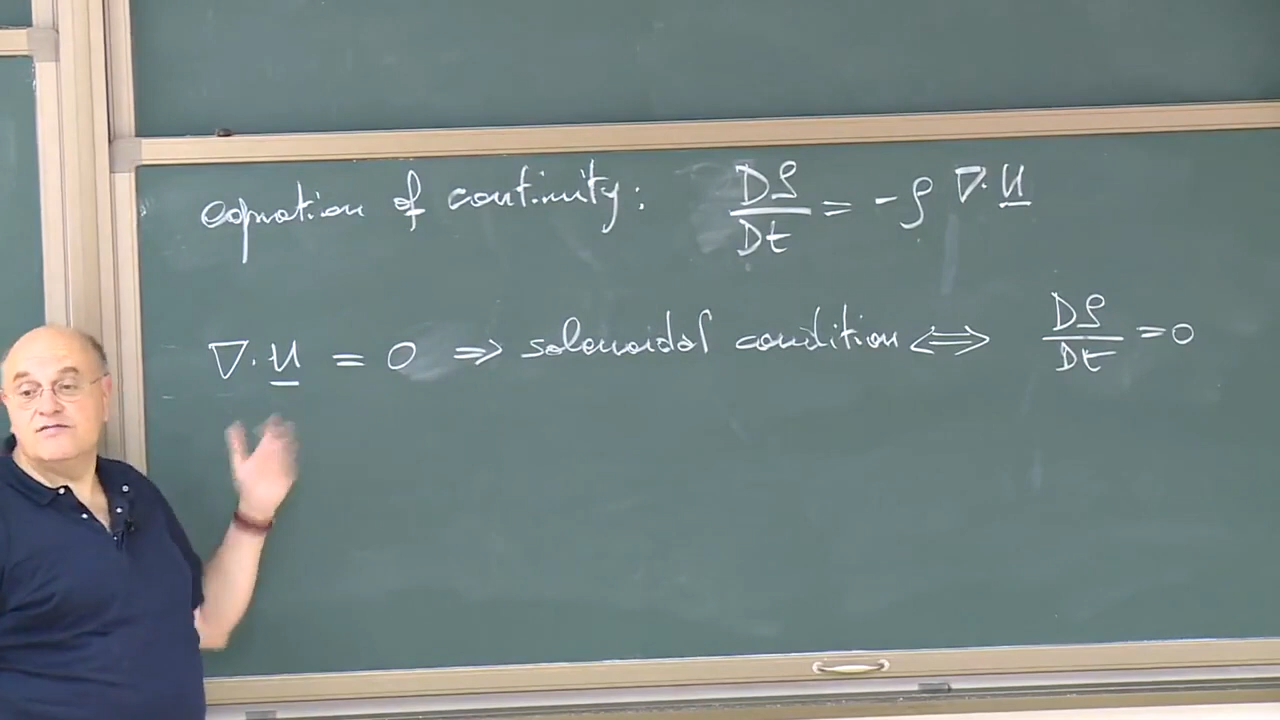 equation of continuity: Dρ/Dt = -ρ ∇·u
∇·u = 0 => solenoidal condition <=> Dρ/Dt = 0